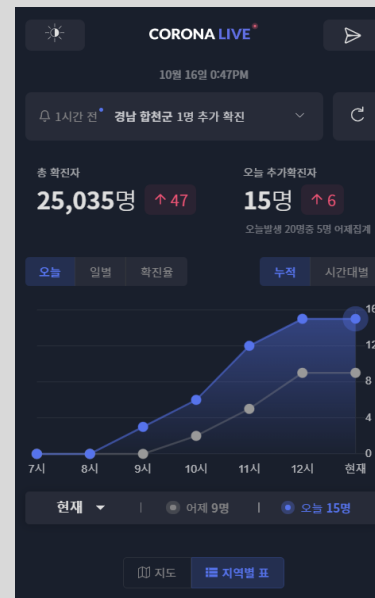 CORONA LIVE
10월 16일 0:47PM
1시간 전 경남 합천군 1명 추가 확진
총 확진자
25,035명 ↑ 47
오늘 추가확진자
15명 ↑ 6
오늘발생 20명중 5명 어제집계
오늘 일별 확진율
누적 시간대별
16
12
8
4
0
7시 8시 9시 10시 11시 12시 현재
현재 어제 9명 오늘 15명
지도 지역별 표